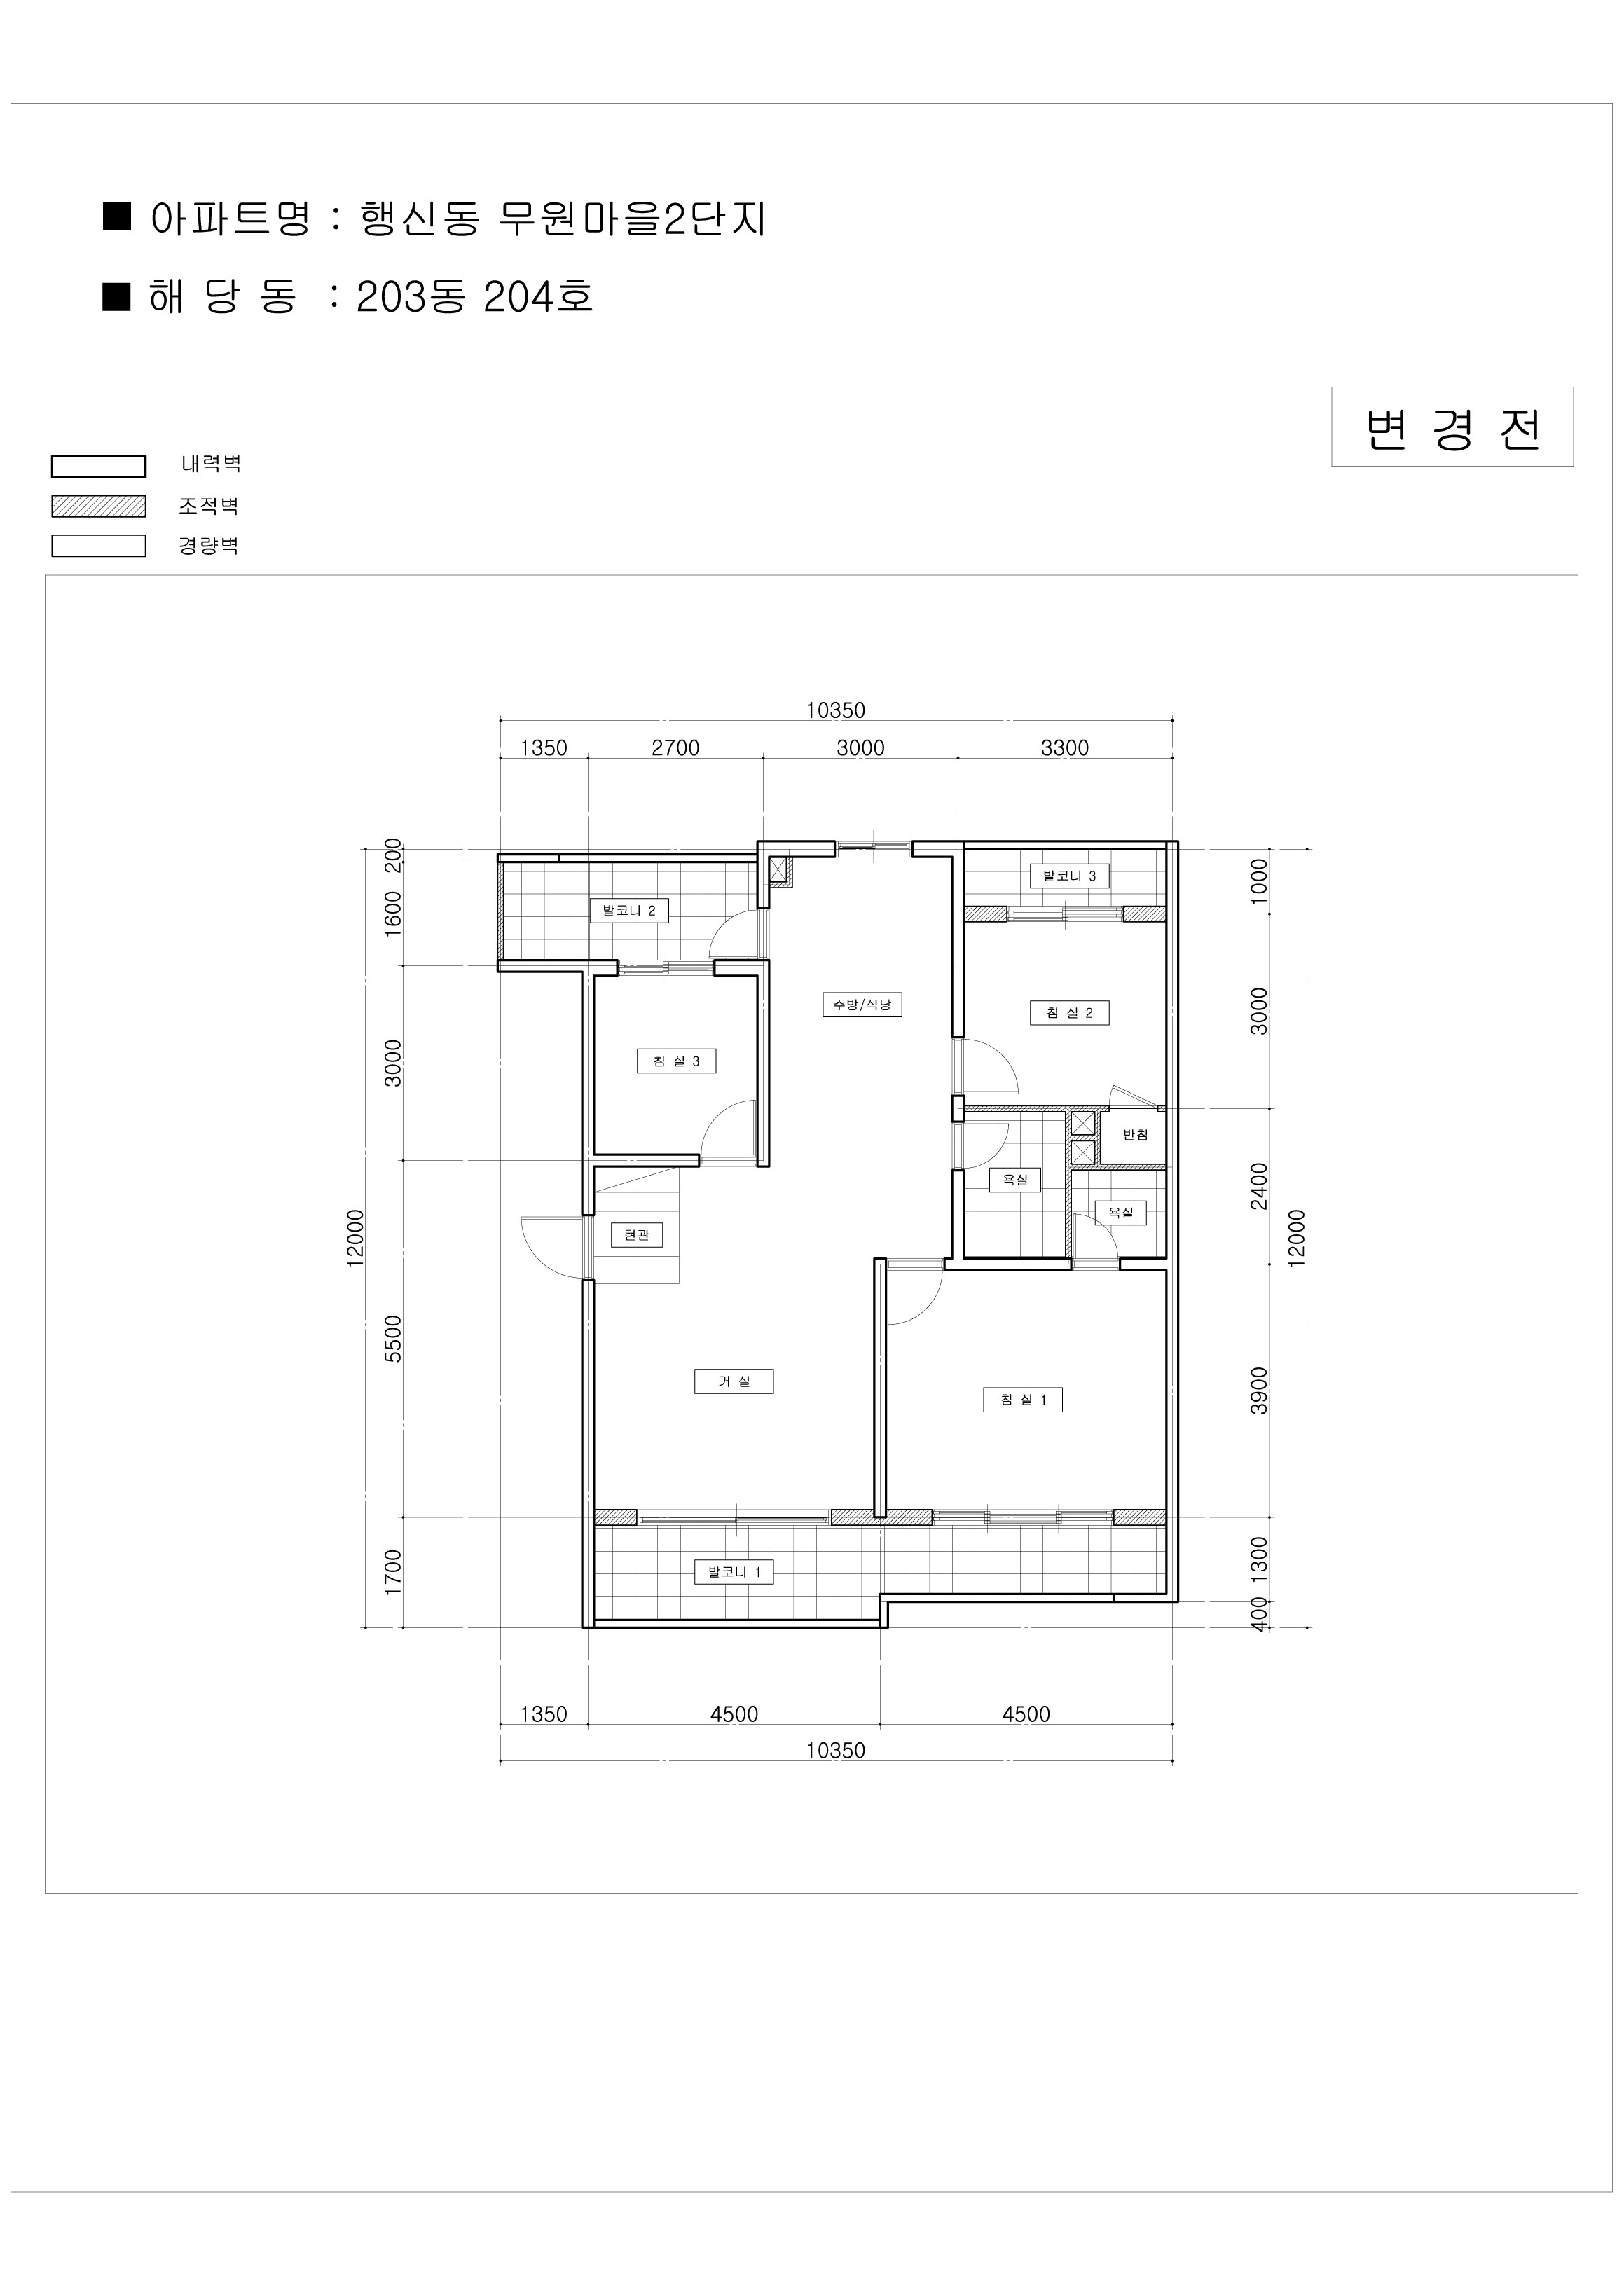 ■ 아파트명 : 행신동 무원마을2단지
■ 해 당 동 : 203동 204호
변 경 전
내력벽
조적벽
경량벽
10350
1350 2700 3000 3300
200
1600
3000
5500
1700
12000
1000
3000
2400
3900
1300
400
12000
발코니 3
발코니 2
주방/식당
침 실 2
침 실 3
반침
욕실
욕실
현관
거 실
침 실 1
발코니 1
1350 4500 4500
10350